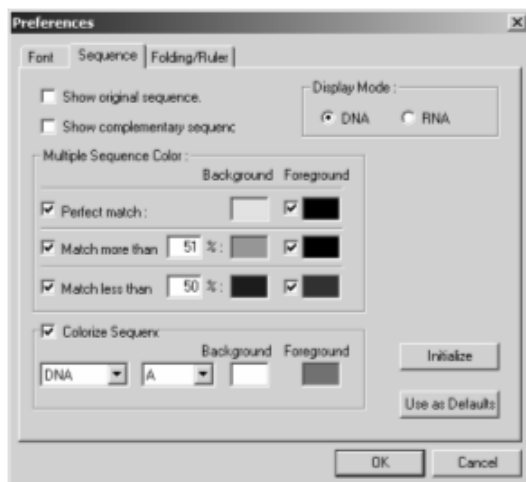 Preferences
Font Sequence Folding/Ruler
Show original sequence.
Show complementary sequenc
Display Mode :
DNA RNA
Multiple Sequence Color :
Background Foreground
Perfect match :
Match more than 51 % :
Match less than 50 % :
Colorize Sequenc
Background Foreground
DNA A
Initialize
Use as Defaults
OK Cancel